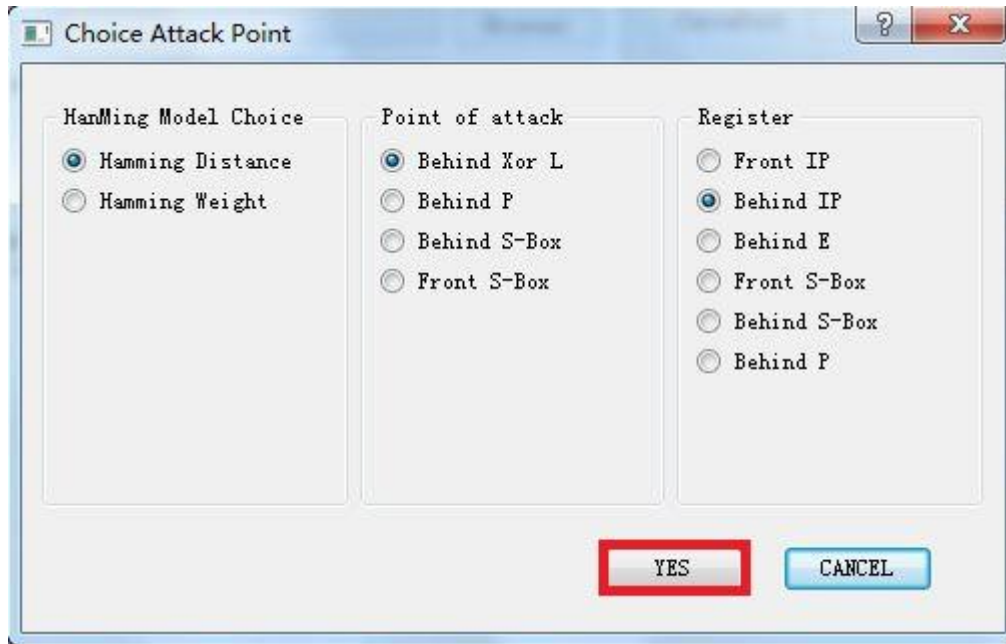 Choice Attack Point
HanMing Model Choice
Hamming Distance
Hamming Weight
Point of attack
Behind Xor L
Behind P
Behind S-Box
Front S-Box
Register
Front IP
Behind IP
Behind E
Front S-Box
Behind S-Box
Behind P
YES
CANCEL